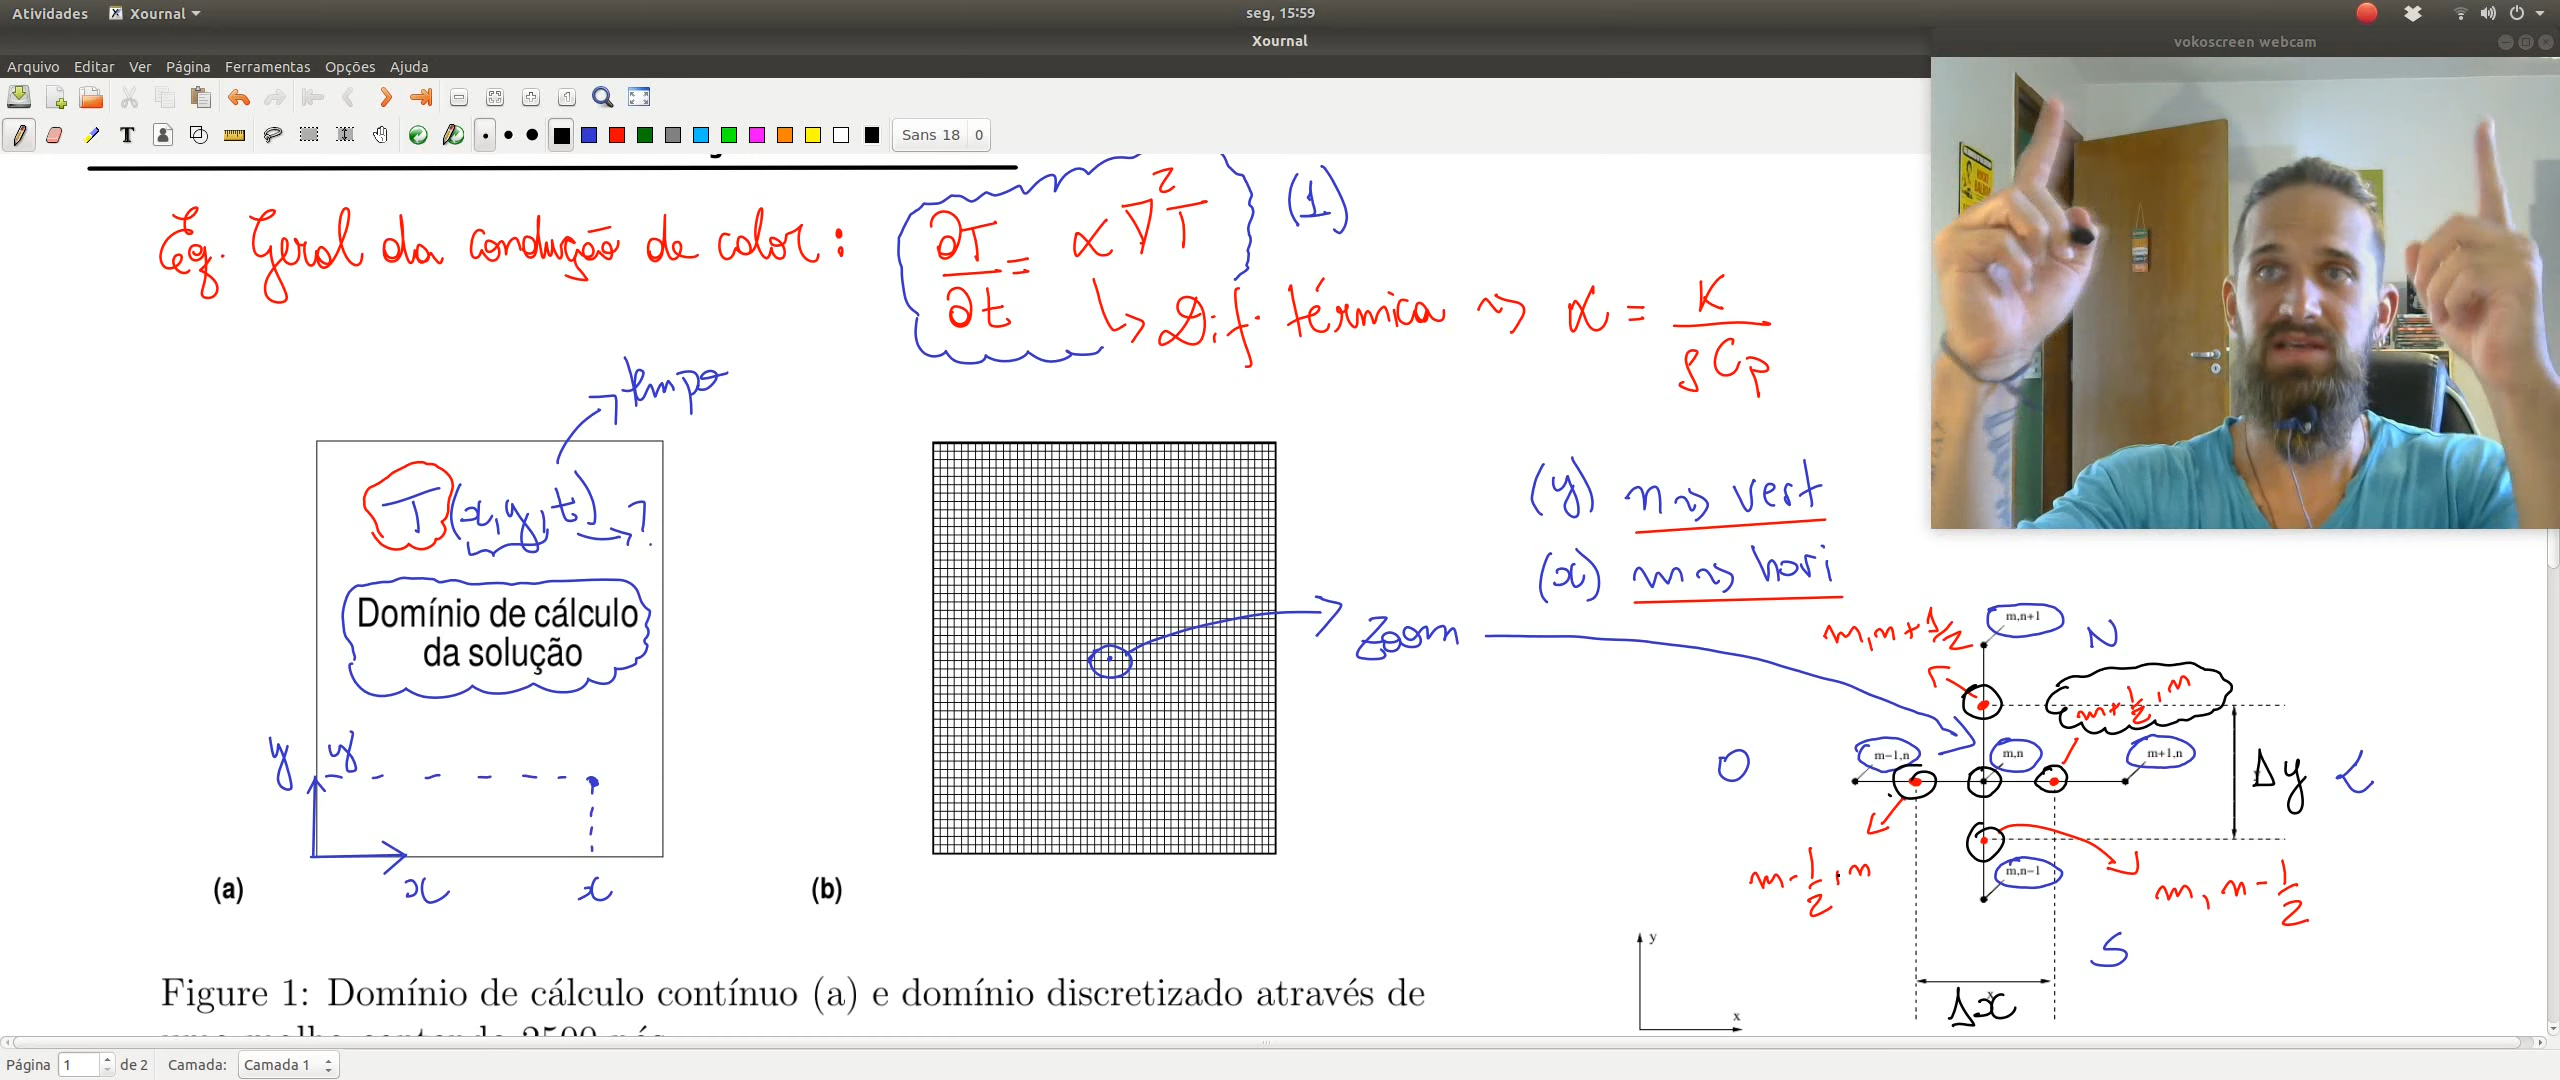 Atividades Xournal seg, 15:59
Xournal
vokoscreen webcam
Arquivo Editar Ver Página Ferramentas Opções Ajuda
Sans 18 0
Eq. Geral da condução de calor: ∂T/∂t = α ∇²T (1)
↳ Dif. térmica ⇝ α = K/ρCp
tempo
T(x,y,t) → ?
Domínio de cálculo
da solução
y y
x x
(a)
(b)
(y) n ⇝ vert
(x) m ⇝ hori
Zoom
m,n+1/2
m,n+1
N
m+1/2,n
O
m−1,n
m,n
m+1,n
Δy
L
m-1/2,n
m,n−1
m,n-1/2
S
y
x
Δx
Figure 1: Domínio de cálculo contínuo (a) e domínio discretizado através de
Página 1 de 2 Camada: Camada 1